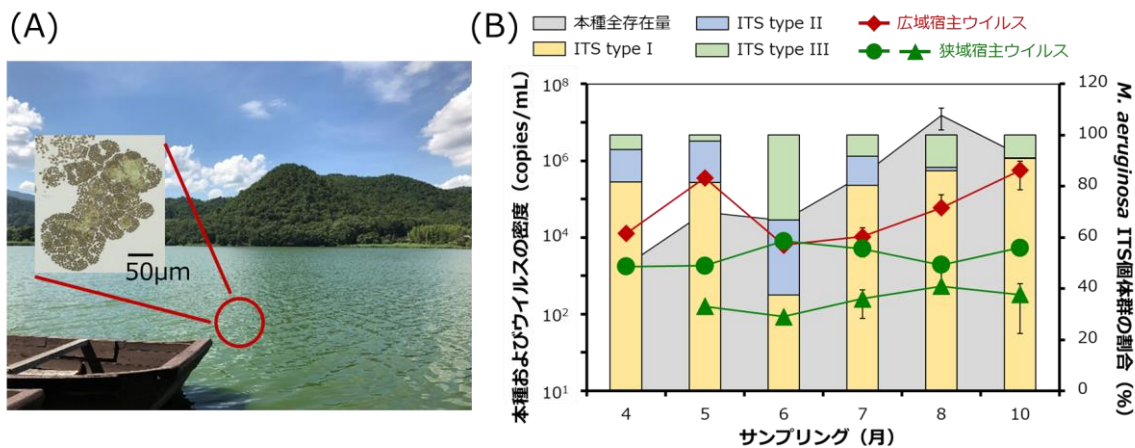 (A)
50μm
(B)
本種全存在量
ITS type II
広域宿主ウイルス
ITS type I
ITS type III
狭域宿主ウイルス
本種およびウイルスの密度（copies/mL）
10⁸
10⁶
10⁴
10²
10¹
120
100
80
60
40
20
0
M. aeruginosa ITS個体群の割合（%）
4 5 6 7 8 10
サンプリング（月）